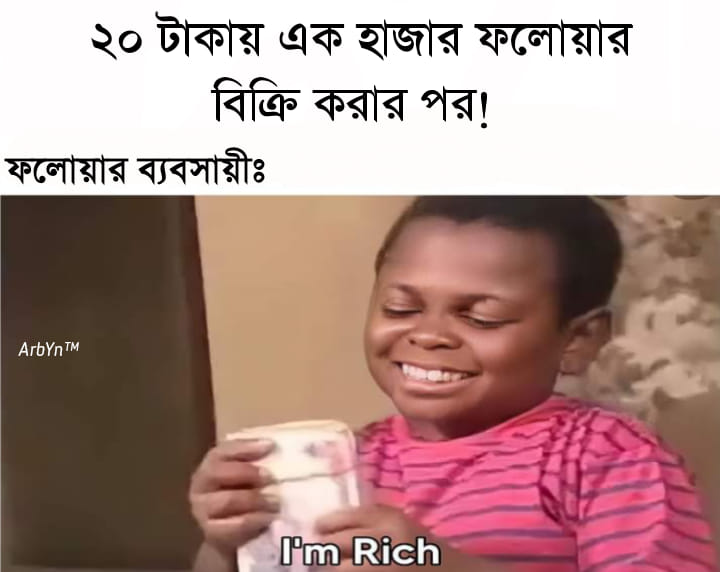 ২০ টাকায় এক হাজার ফলোয়ার
বিক্রি করার পর!
ফলোয়ার ব্যবসায়ীঃ
ArbYn™
I'm Rich